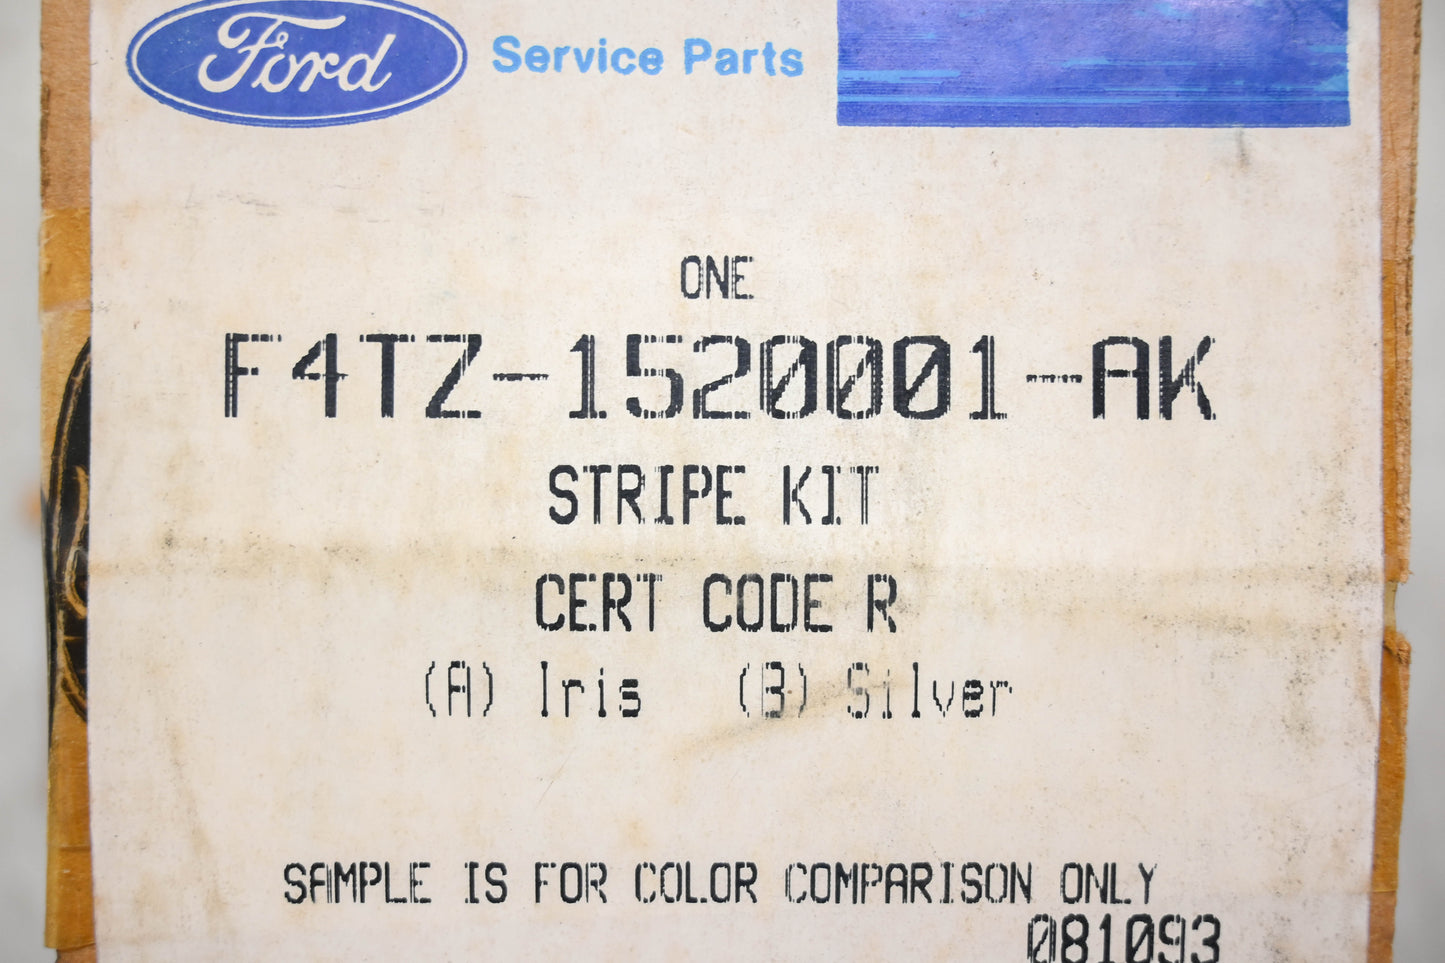 Ford Service Parts
ONE
F4TZ-1520001-AK
STRIPE KIT
CERT CODE R
(A) Iris (B) Silver
SAMPLE IS FOR COLOR COMPARISON ONLY
081093